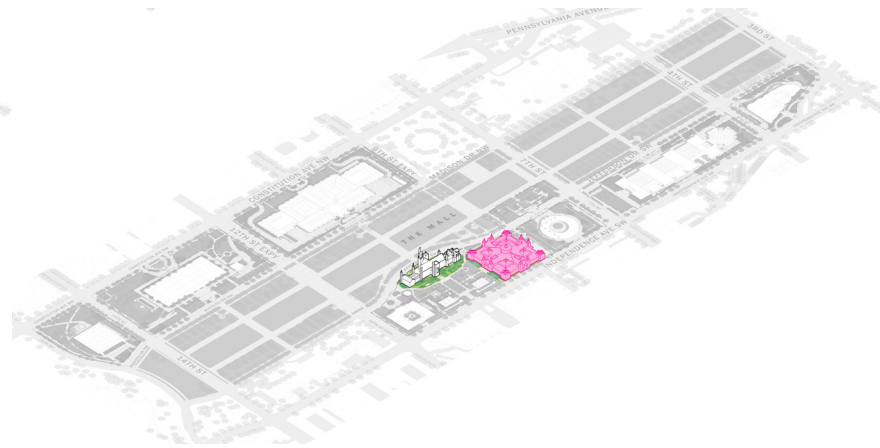 PENNSYLVANIA AVENUE
3RD ST
4TH ST
CONSTITUTION AVE NW
9TH ST EXPY
MADISON DR NW
7TH ST
JEFFERSON DR SW
12TH ST EXPY
THE MALL
INDEPENDENCE AVE SW
14TH ST